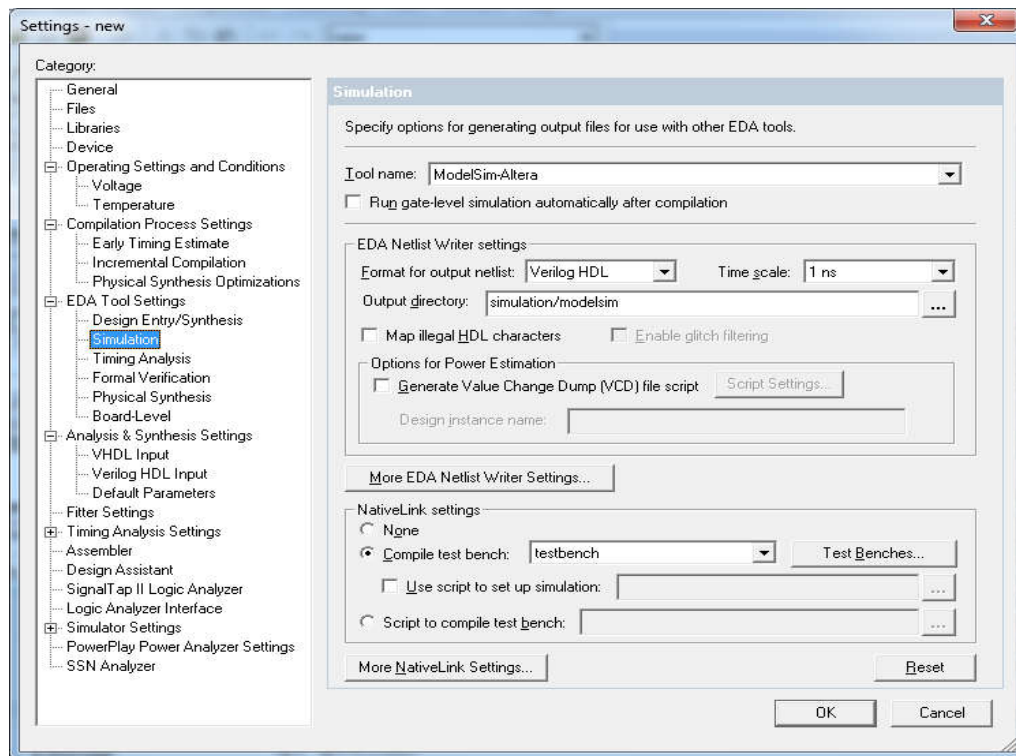 Settings - new
Category:
General
Files
Libraries
Device
Operating Settings and Conditions
Voltage
Temperature
Compilation Process Settings
Early Timing Estimate
Incremental Compilation
Physical Synthesis Optimizations
EDA Tool Settings
Design Entry/Synthesis
Simulation
Timing Analysis
Formal Verification
Physical Synthesis
Board-Level
Analysis & Synthesis Settings
VHDL Input
Verilog HDL Input
Default Parameters
Fitter Settings
Timing Analysis Settings
Assembler
Design Assistant
SignalTap II Logic Analyzer
Logic Analyzer Interface
Simulator Settings
PowerPlay Power Analyzer Settings
SSN Analyzer
Simulation
Specify options for generating output files for use with other EDA tools.
Tool name: ModelSim-Altera
Run gate-level simulation automatically after compilation
EDA Netlist Writer settings
Format for output netlist: Verilog HDL Time scale: 1 ns
Output directory: simulation/modelsim ...
Map illegal HDL characters Enable glitch filtering
Options for Power Estimation
Generate Value Change Dump (VCD) file script Script Settings...
Design instance name:
More EDA Netlist Writer Settings...
NativeLink settings
None
Compile test bench: testbench Test Benches...
Use script to set up simulation: ...
Script to compile test bench: ...
More NativeLink Settings... Reset
OK Cancel